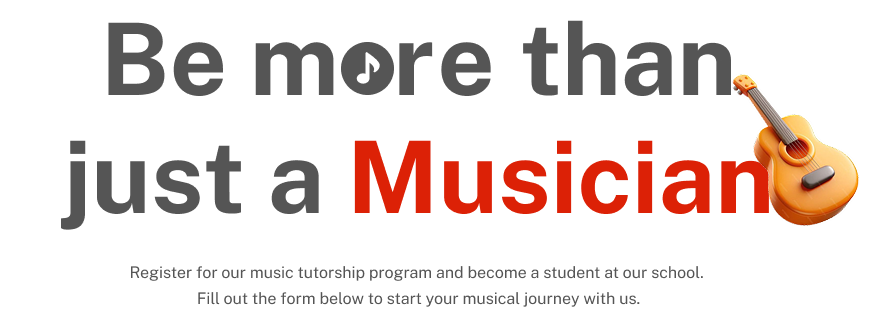 Be more than
just a Musician
Register for our music tutorship program and become a student at our school.
Fill out the form below to start your musical journey with us.